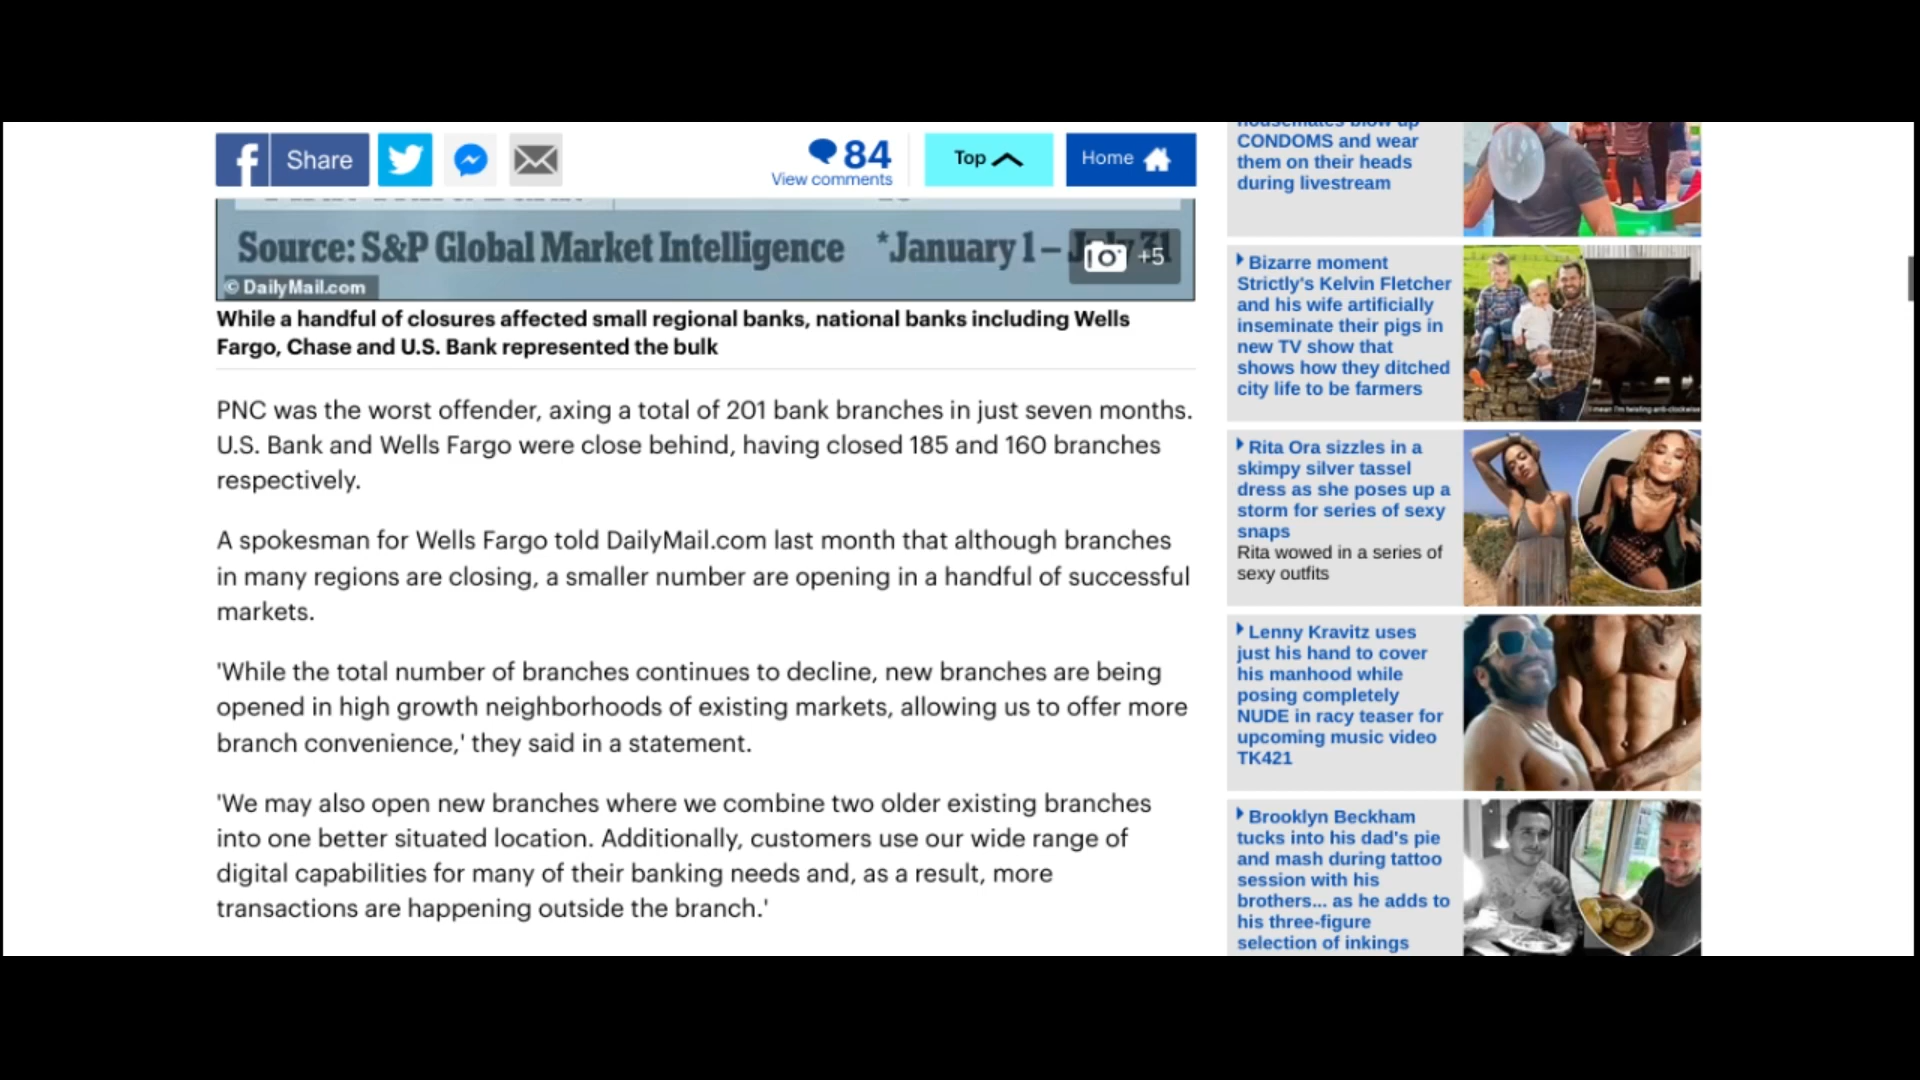 Share
84
View comments
Top
Home
Source: S&P Global Market Intelligence *January 1 – July 31
+5
© DailyMail.com
While a handful of closures affected small regional banks, national banks including Wells
Fargo, Chase and U.S. Bank represented the bulk
PNC was the worst offender, axing a total of 201 bank branches in just seven months.
U.S. Bank and Wells Fargo were close behind, having closed 185 and 160 branches
respectively.
A spokesman for Wells Fargo told DailyMail.com last month that although branches
in many regions are closing, a smaller number are opening in a handful of successful
markets.
'While the total number of branches continues to decline, new branches are being
opened in high growth neighborhoods of existing markets, allowing us to offer more
branch convenience,' they said in a statement.
'We may also open new branches where we combine two older existing branches
into one better situated location. Additionally, customers use our wide range of
digital capabilities for many of their banking needs and, as a result, more
transactions are happening outside the branch.'
housemates blow up
CONDOMS and wear
them on their heads
during livestream
Bizarre moment
Strictly's Kelvin Fletcher
and his wife artificially
inseminate their pigs in
new TV show that
shows how they ditched
city life to be farmers
I mean I'm twisting anti-clockwise
Rita Ora sizzles in a
skimpy silver tassel
dress as she poses up a
storm for series of sexy
snaps
Rita wowed in a series of
sexy outfits
Lenny Kravitz uses
just his hand to cover
his manhood while
posing completely
NUDE in racy teaser for
upcoming music video
TK421
Brooklyn Beckham
tucks into his dad's pie
and mash during tattoo
session with his
brothers... as he adds to
his three-figure
selection of inkings